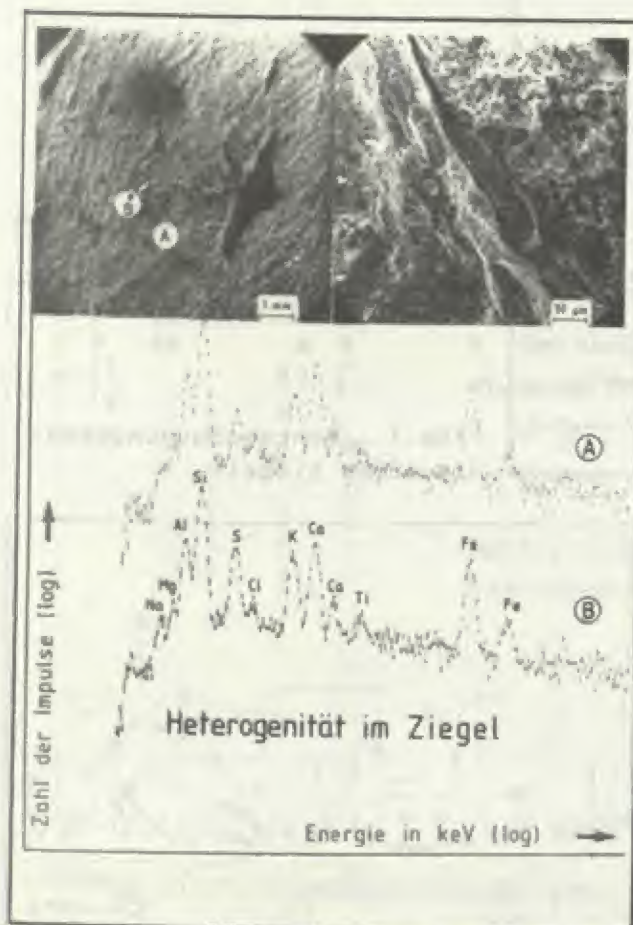 B
A
1 mm
10 µm
A
Si
Al
S
K
Ca
Fe
Mg
Cl
Ca
Na
Ti
Fe
B
Zahl der Impulse (log)
Heterogenität im Ziegel
Energie in keV (log)